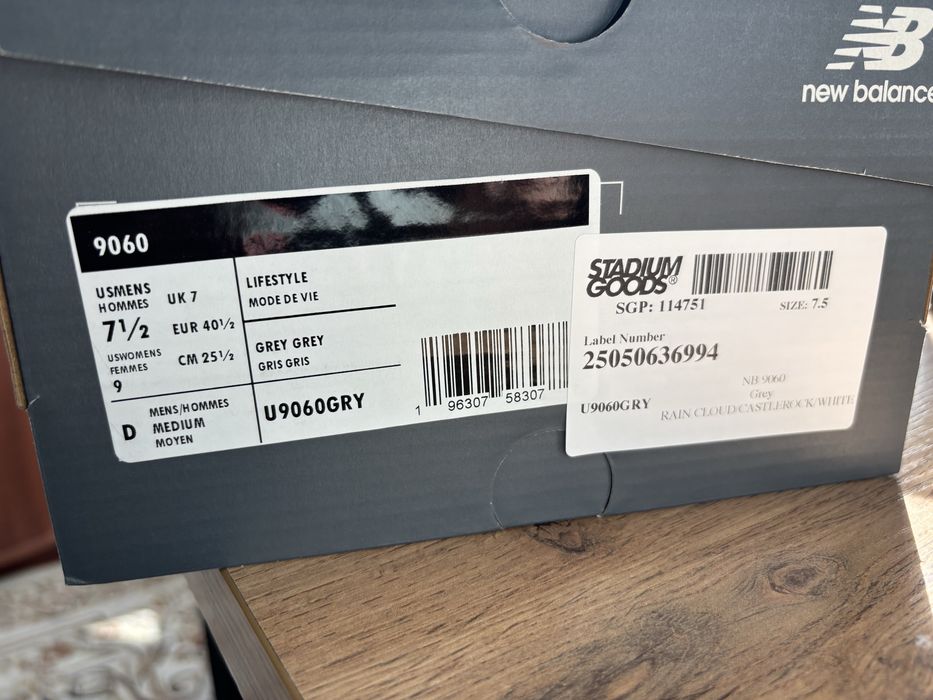 NB
new balance
9060
USMENS
HOMMES
7½
UK 7
EUR 40½
USWOMENS
FEMMES
9
CM 25½
D
MENS/HOMMES
MEDIUM
MOYEN
LIFESTYLE
MODE DE VIE
GREY GREY
GRIS GRIS
U9060GRY
1 96307 58307
STADIUM
GOODS®
SGP: 114751 SIZE: 7.5
Label Number
25050636994
NB 9060
Grey
U9060GRY RAIN CLOUD/CASTLEROCK/WHITE